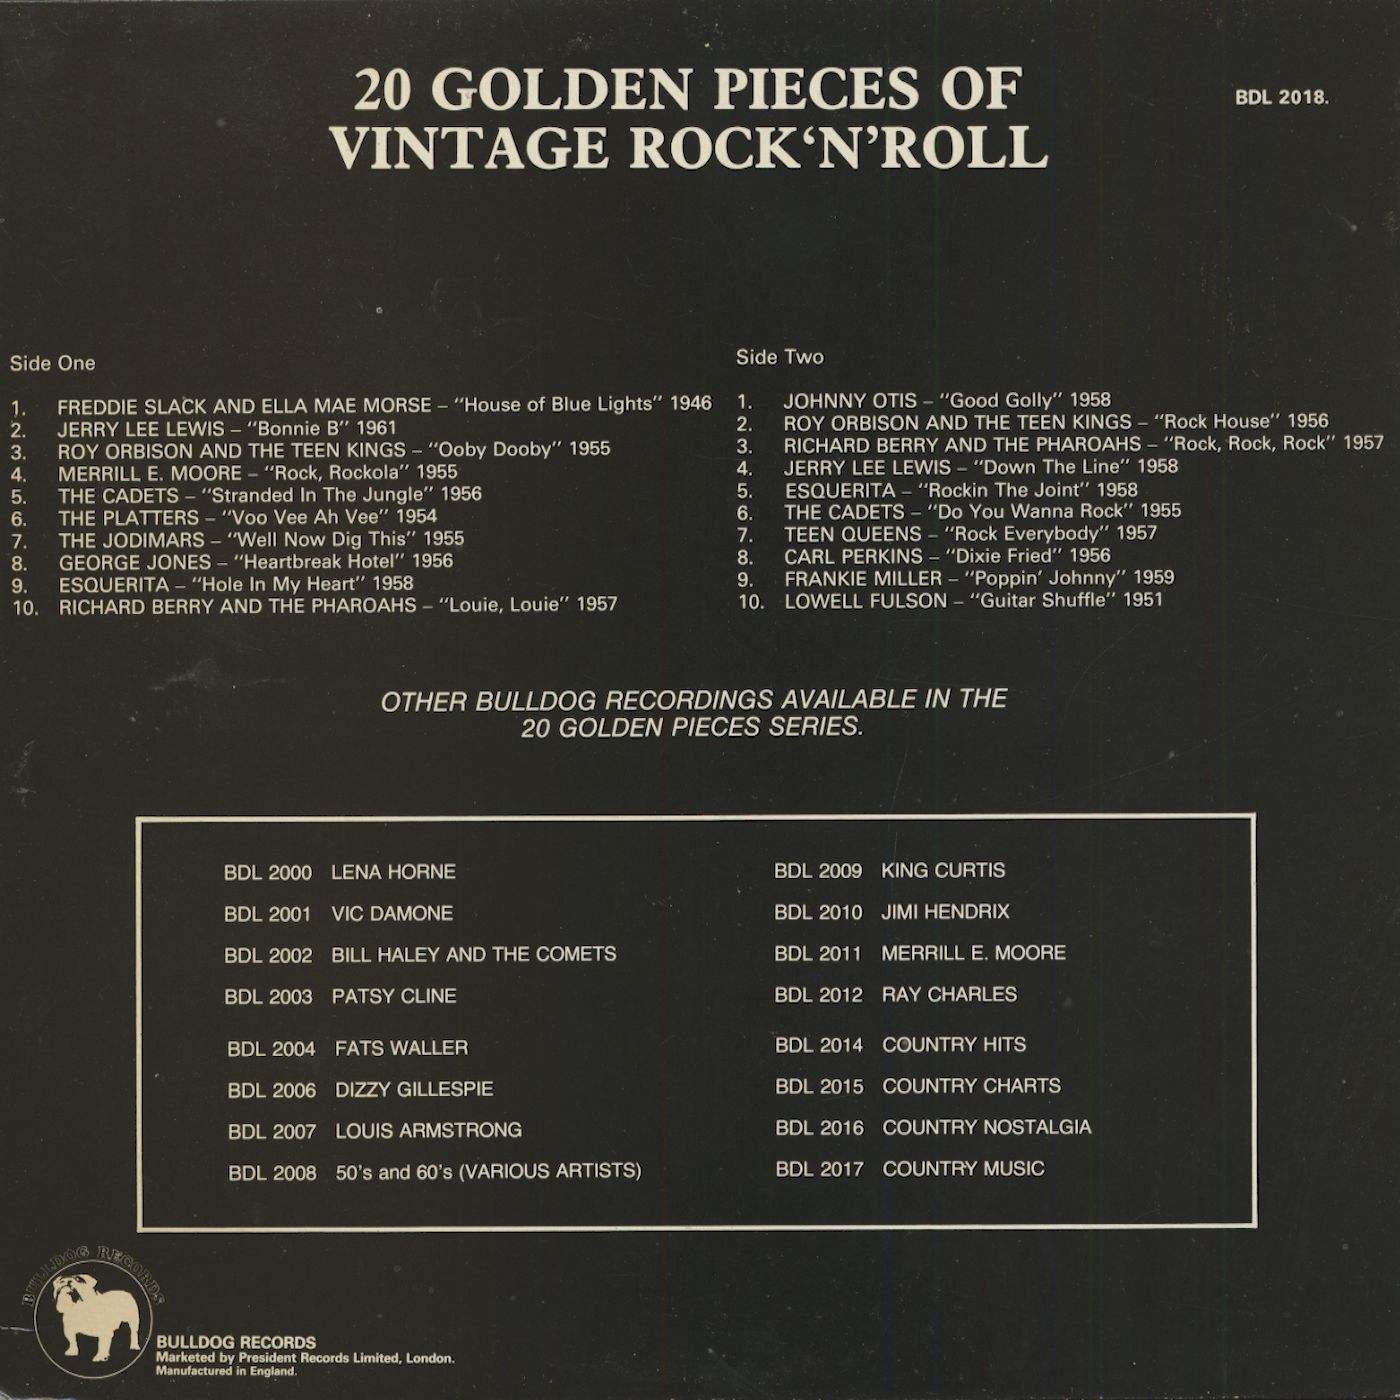 20 GOLDEN PIECES OF
VINTAGE ROCK‘N’ROLL
BDL 2018.
Side One
1. FREDDIE SLACK AND ELLA MAE MORSE – “House of Blue Lights” 1946
2. JERRY LEE LEWIS – “Bonnie B” 1961
3. ROY ORBISON AND THE TEEN KINGS – “Ooby Dooby” 1955
4. MERRILL E. MOORE – “Rock, Rockola” 1955
5. THE CADETS – “Stranded In The Jungle” 1956
6. THE PLATTERS – “Voo Vee Ah Vee” 1954
7. THE JODIMARS – “Well Now Dig This” 1955
8. GEORGE JONES – “Heartbreak Hotel” 1956
9. ESQUERITA – “Hole In My Heart” 1958
10. RICHARD BERRY AND THE PHAROAHS – “Louie, Louie” 1957
Side Two
1. JOHNNY OTIS – “Good Golly” 1958
2. ROY ORBISON AND THE TEEN KINGS – “Rock House” 1956
3. RICHARD BERRY AND THE PHAROAHS – “Rock, Rock, Rock” 1957
4. JERRY LEE LEWIS – “Down The Line” 1958
5. ESQUERITA – “Rockin The Joint” 1958
6. THE CADETS – “Do You Wanna Rock” 1955
7. TEEN QUEENS – “Rock Everybody” 1957
8. CARL PERKINS – “Dixie Fried” 1956
9. FRANKIE MILLER – “Poppin’ Johnny” 1959
10. LOWELL FULSON – “Guitar Shuffle” 1951
OTHER BULLDOG RECORDINGS AVAILABLE IN THE
20 GOLDEN PIECES SERIES.
BDL 2000 LENA HORNE
BDL 2001 VIC DAMONE
BDL 2002 BILL HALEY AND THE COMETS
BDL 2003 PATSY CLINE
BDL 2004 FATS WALLER
BDL 2006 DIZZY GILLESPIE
BDL 2007 LOUIS ARMSTRONG
BDL 2008 50’s and 60’s (VARIOUS ARTISTS)
BDL 2009 KING CURTIS
BDL 2010 JIMI HENDRIX
BDL 2011 MERRILL E. MOORE
BDL 2012 RAY CHARLES
BDL 2014 COUNTRY HITS
BDL 2015 COUNTRY CHARTS
BDL 2016 COUNTRY NOSTALGIA
BDL 2017 COUNTRY MUSIC
BULLDOG RECORDS
BULLDOG RECORDS
Marketed by President Records Limited, London.
Manufactured in England.